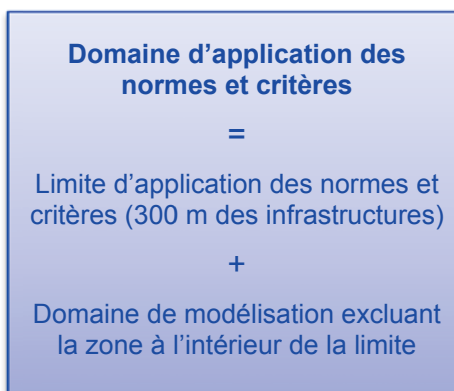 Domaine d’application des
normes et critères
=
Limite d’application des normes et
critères (300 m des infrastructures)
+
Domaine de modélisation excluant
la zone à l’intérieur de la limite